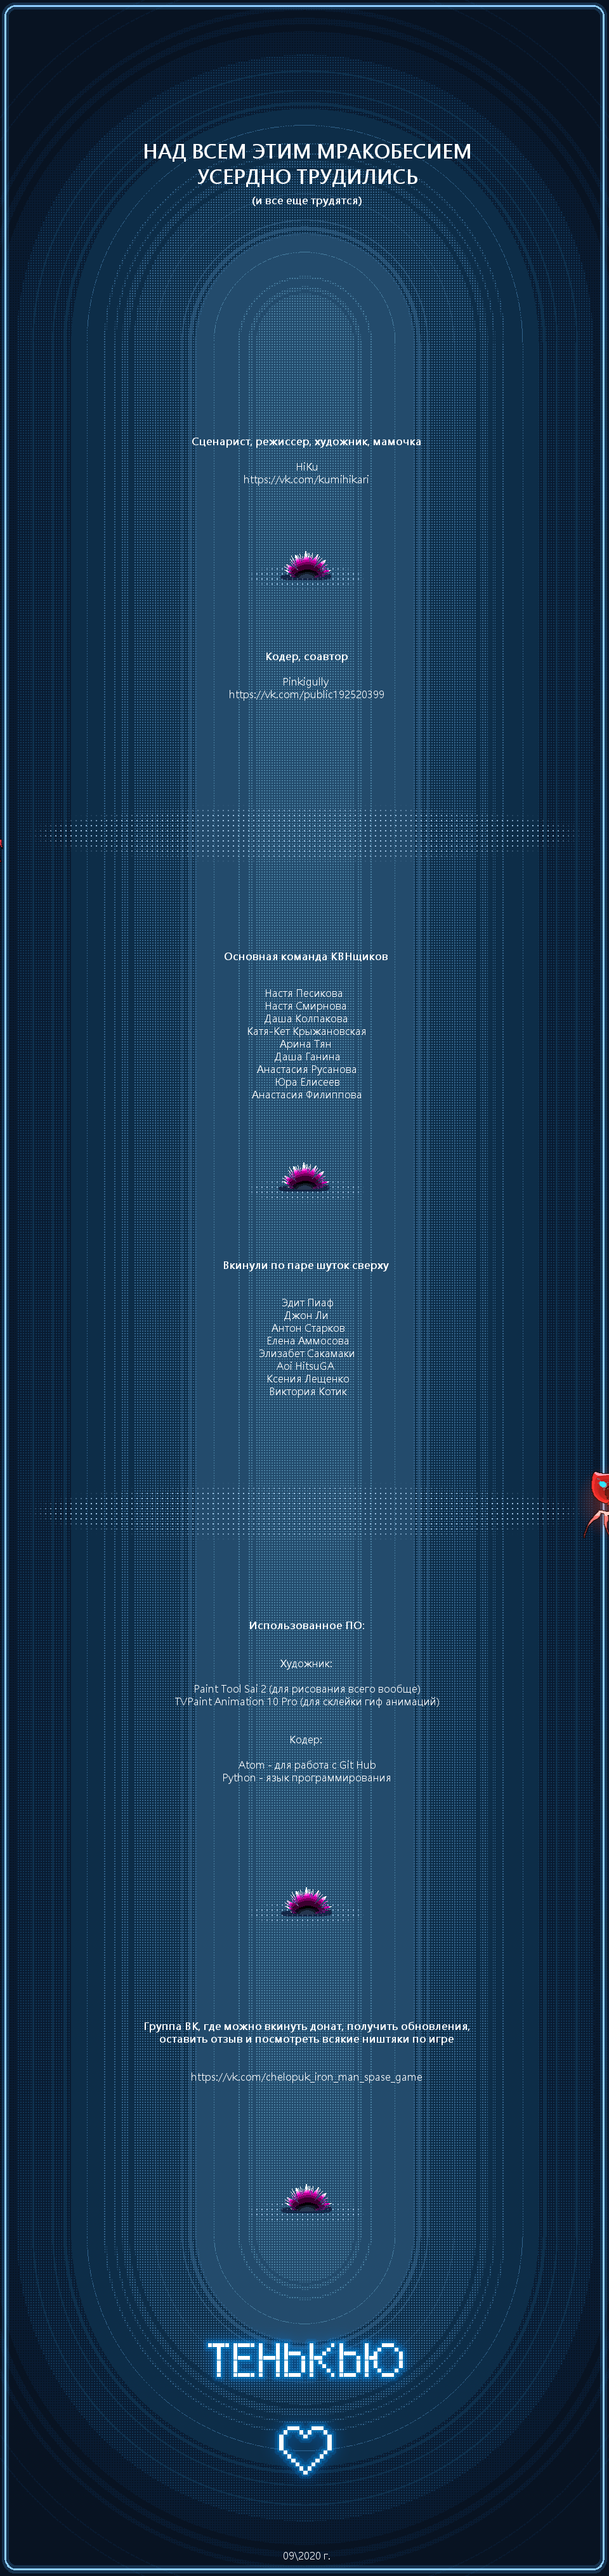 НАД ВСЕМ ЭТИМ МРАКОБЕСИЕМ
УСЕРДНО ТРУДИЛИСЬ
(и все еще трудятся)
Сценарист, режиссер, художник, мамочка
HiKu
https://vk.com/kumihikari
Кодер, соавтор
Pinkigully
https://vk.com/public192520399
Основная команда КВНщиков
Настя Песикова
Настя Смирнова
Даша Колпакова
Катя-Кет Крыжановская
Арина Тян
Даша Ганина
Анастасия Русанова
Юра Елисеев
Анастасия Филиппова
Вкинули по паре шуток сверху
Эдит Пиаф
Джон Ли
Антон Старков
Елена Аммосова
Элизабет Сакамаки
Aoi HitsuGA
Ксения Лещенко
Виктория Котик
Использованное ПО:
Художник:
Paint Tool Sai 2 (для рисования всего вообще)
TVPaint Animation 10 Pro (для склейки гиф анимаций)
Кодер:
Atom - для работа с Git Hub
Python - язык программирования
Группа ВК, где можно вкинуть донат, получить обновления,
оставить отзыв и посмотреть всякие ништяки по игре
https://vk.com/chelopuk_iron_man_spase_game
ТЕНЬКЬЮ
09\2020 г.